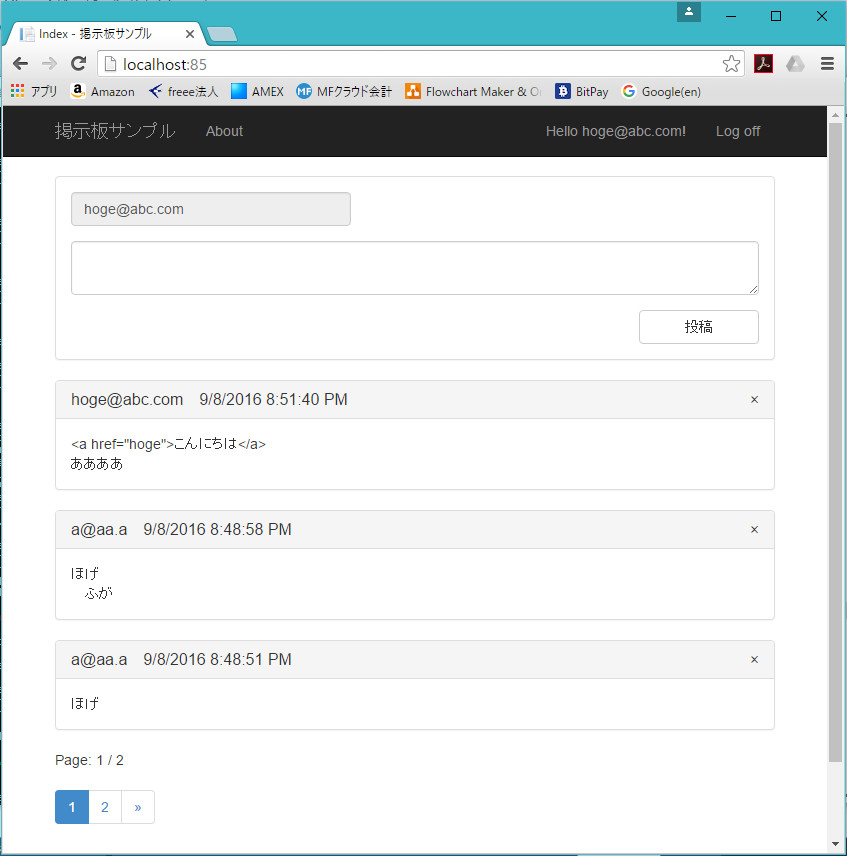 Index - 掲示板サンプル
localhost:85
アプリ Amazon freee法人 AMEX MFクラウド会計 Flowchart Maker & On BitPay Google(en)
掲示板サンプル About Hello hoge@abc.com! Log off
hoge@abc.com
投稿
hoge@abc.com 9/8/2016 8:51:40 PM ×
<a href="hoge">こんにちは</a>
ああああ
a@aa.a 9/8/2016 8:48:58 PM ×
ほげ
ふが
a@aa.a 9/8/2016 8:48:51 PM ×
ほげ
Page: 1 / 2
1 2 »